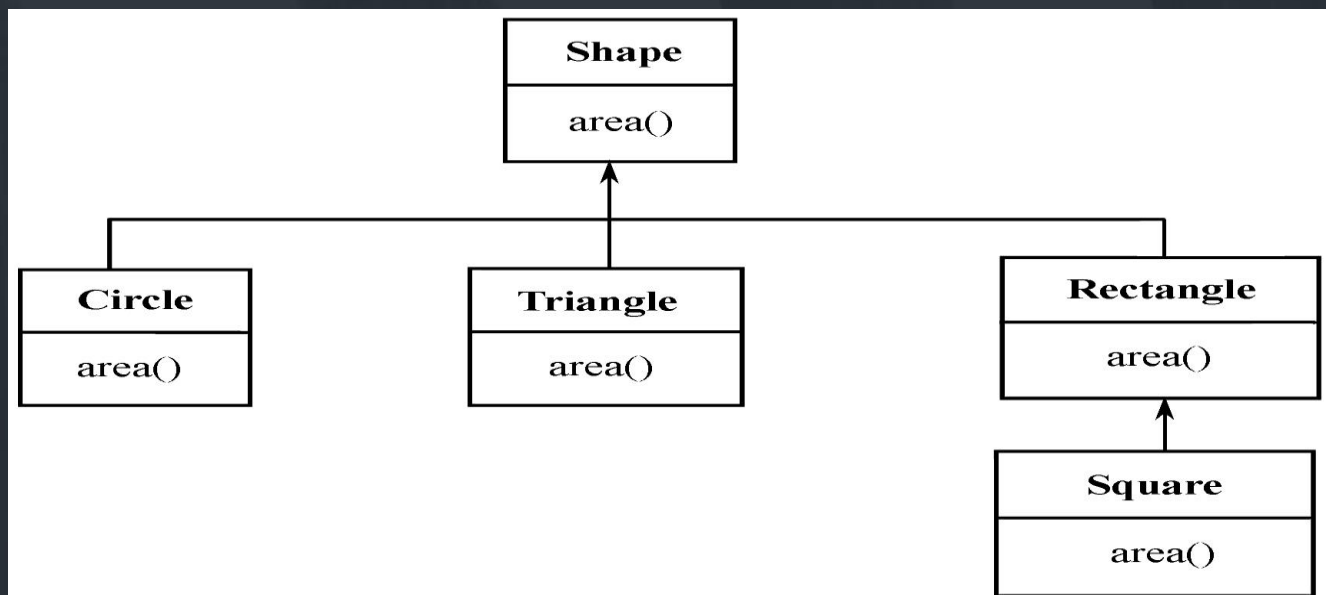 Shape
area()
Circle
area()
Triangle
area()
Rectangle
area()
Square
area()